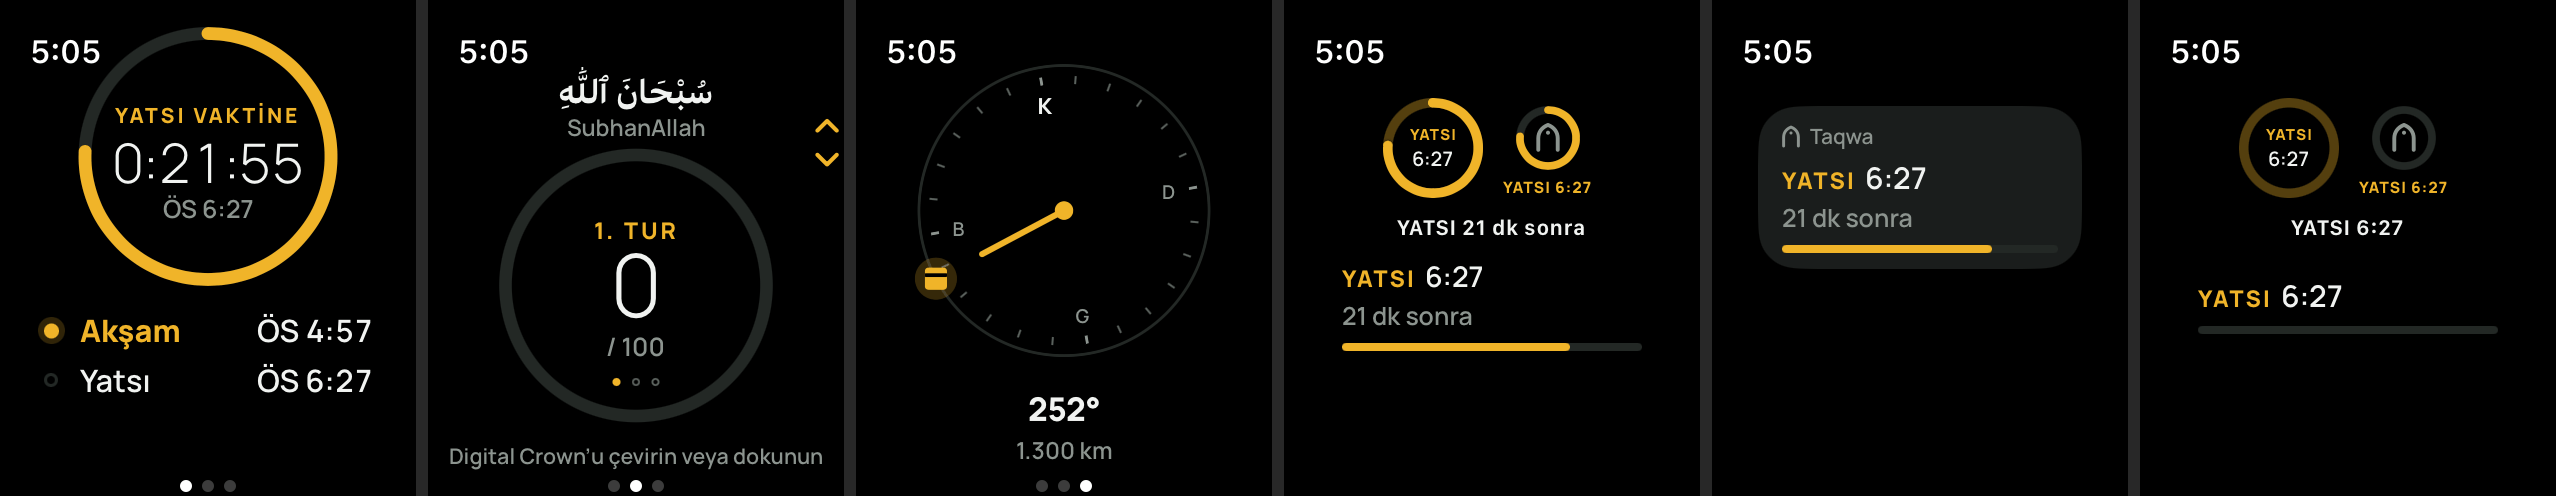 5:05
YATSI VAKTİNE
0:21:55
ÖS 6:27
Akşam ÖS 4:57
Yatsı ÖS 6:27
5:05
سُبْحَانَ ٱللَّهِ
SubhanAllah
1. TUR
0
/ 100
Digital Crown'u çevirin veya dokunun
5:05
K
D
B
G
252°
1.300 km
5:05
YATSI
6:27
YATSI 6:27
YATSI 21 dk sonra
YATSI 6:27
21 dk sonra
5:05
Taqwa
YATSI 6:27
21 dk sonra
5:05
YATSI
6:27
YATSI 6:27
YATSI 6:27
YATSI 6:27